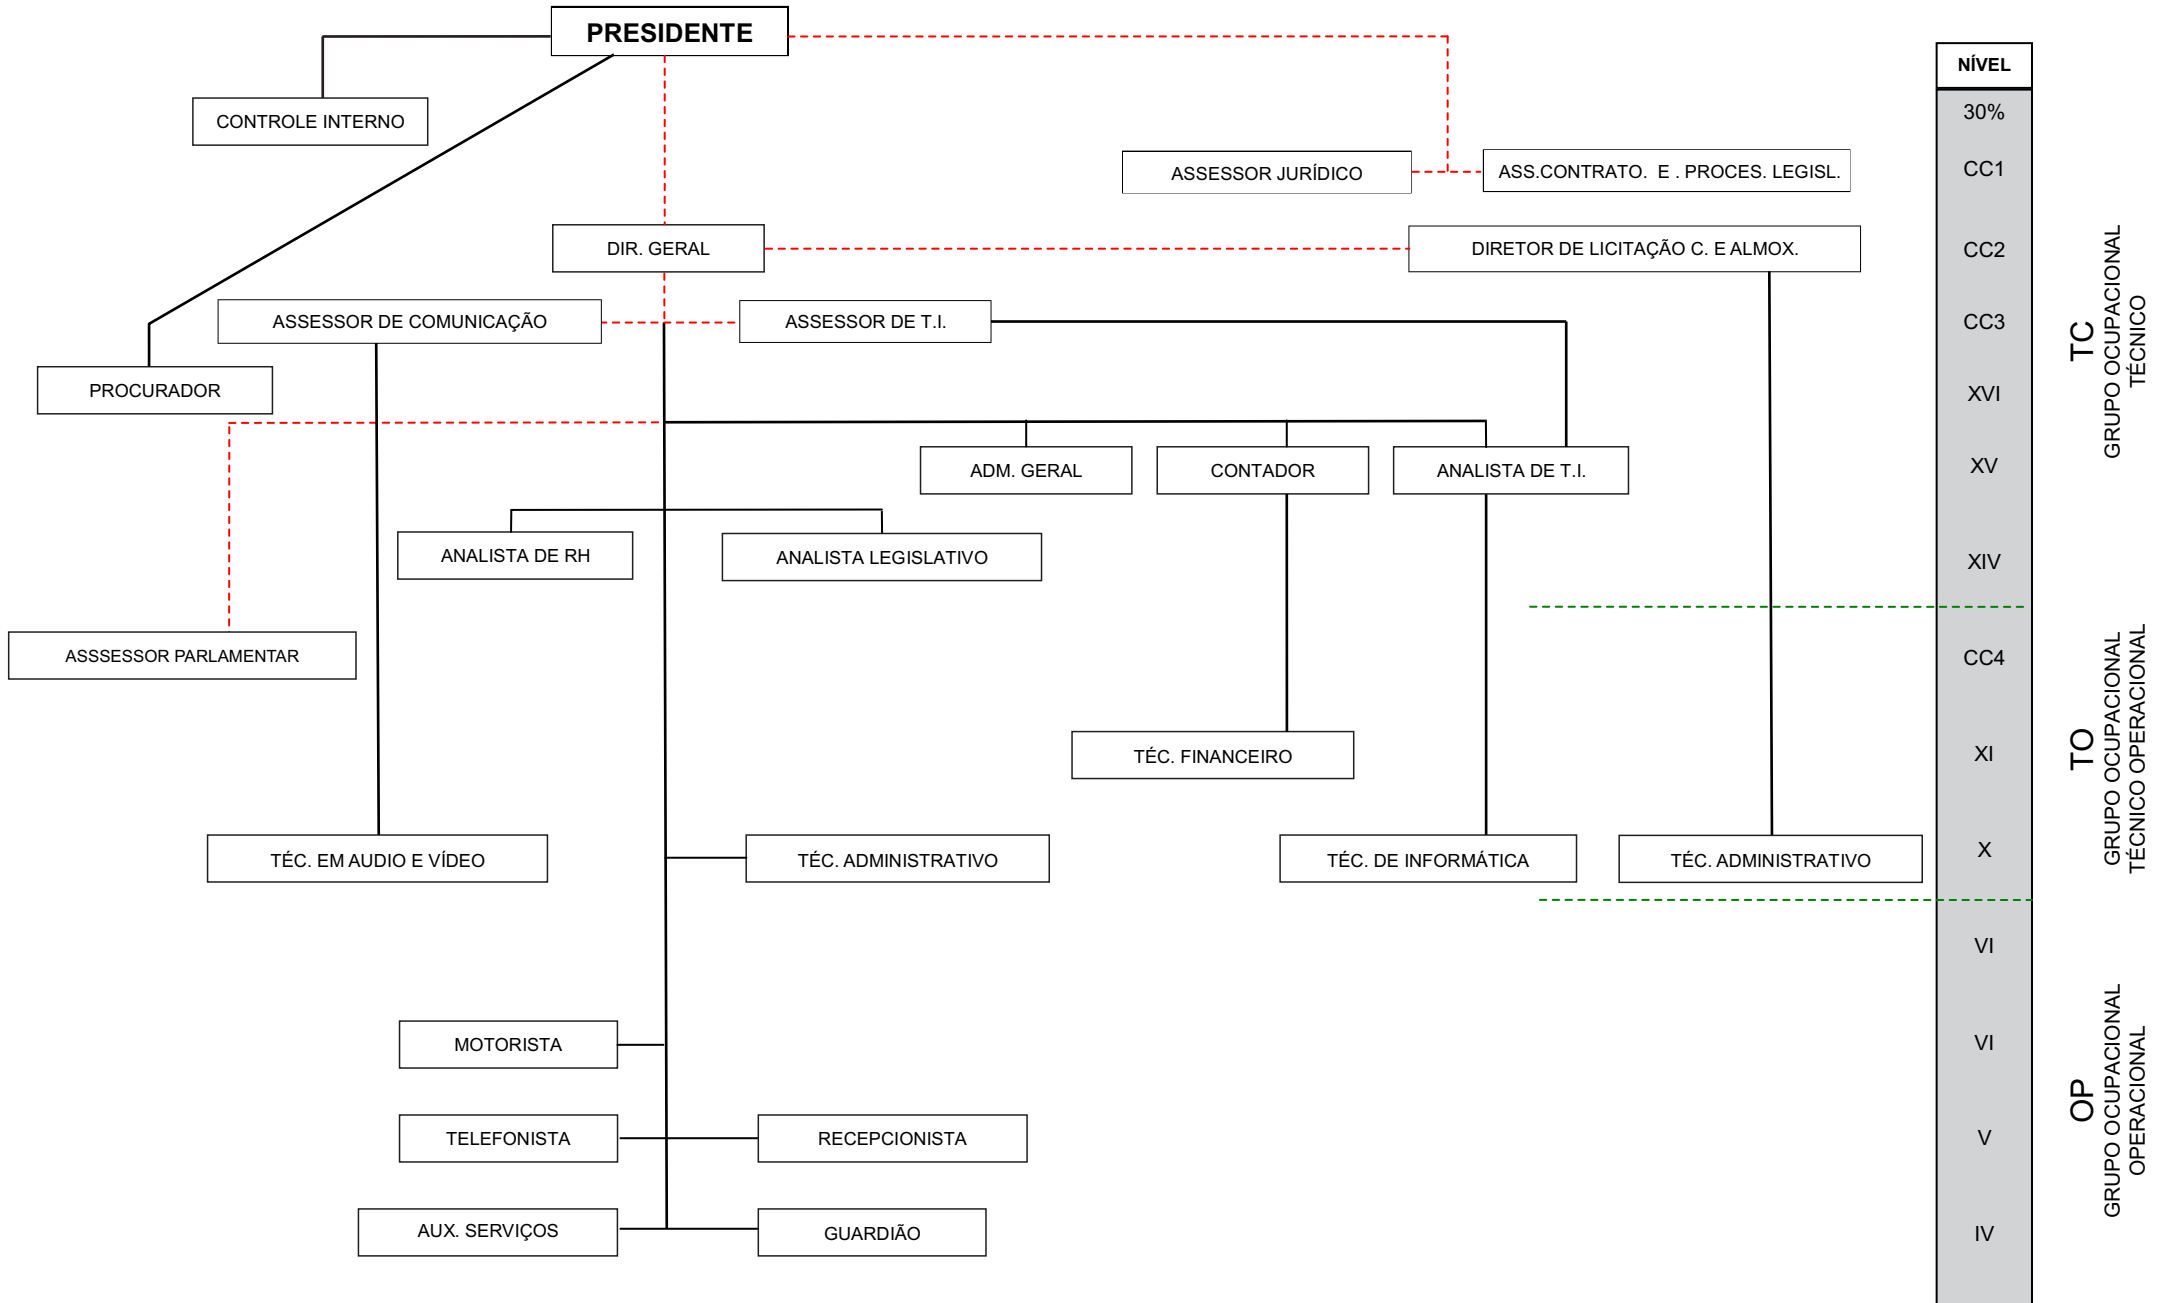 PRESIDENTE
NÍVEL
30%
CONTROLE INTERNO
ASSESSOR JURÍDICO
ASS.CONTRATO.  E . PROCES. LEGISL.
CC1
DIR. GERAL
DIRETOR DE LICITAÇÃO C. E ALMOX.
CC2
ASSESSOR DE COMUNICAÇÃO
ASSESSOR DE T.I.
CC3
PROCURADOR
XVI
ADM. GERAL
CONTADOR
ANALISTA DE T.I.
XV
ANALISTA DE RH
ANALISTA LEGISLATIVO
XIV
ASSSESSOR PARLAMENTAR
CC4
TÉC. FINANCEIRO
XI
TÉC. EM AUDIO E VÍDEO
TÉC. ADMINISTRATIVO
TÉC. DE INFORMÁTICA
TÉC. ADMINISTRATIVO
X
VI
MOTORISTA
VI
TELEFONISTA
RECEPCIONISTA
V
AUX. SERVIÇOS
GUARDIÃO
IV
TC
GRUPO OCUPACIONAL
TÉCNICO
TO
GRUPO OCUPACIONAL
TÉCNICO OPERACIONAL
OP
GRUPO OCUPACIONAL
OPERACIONAL